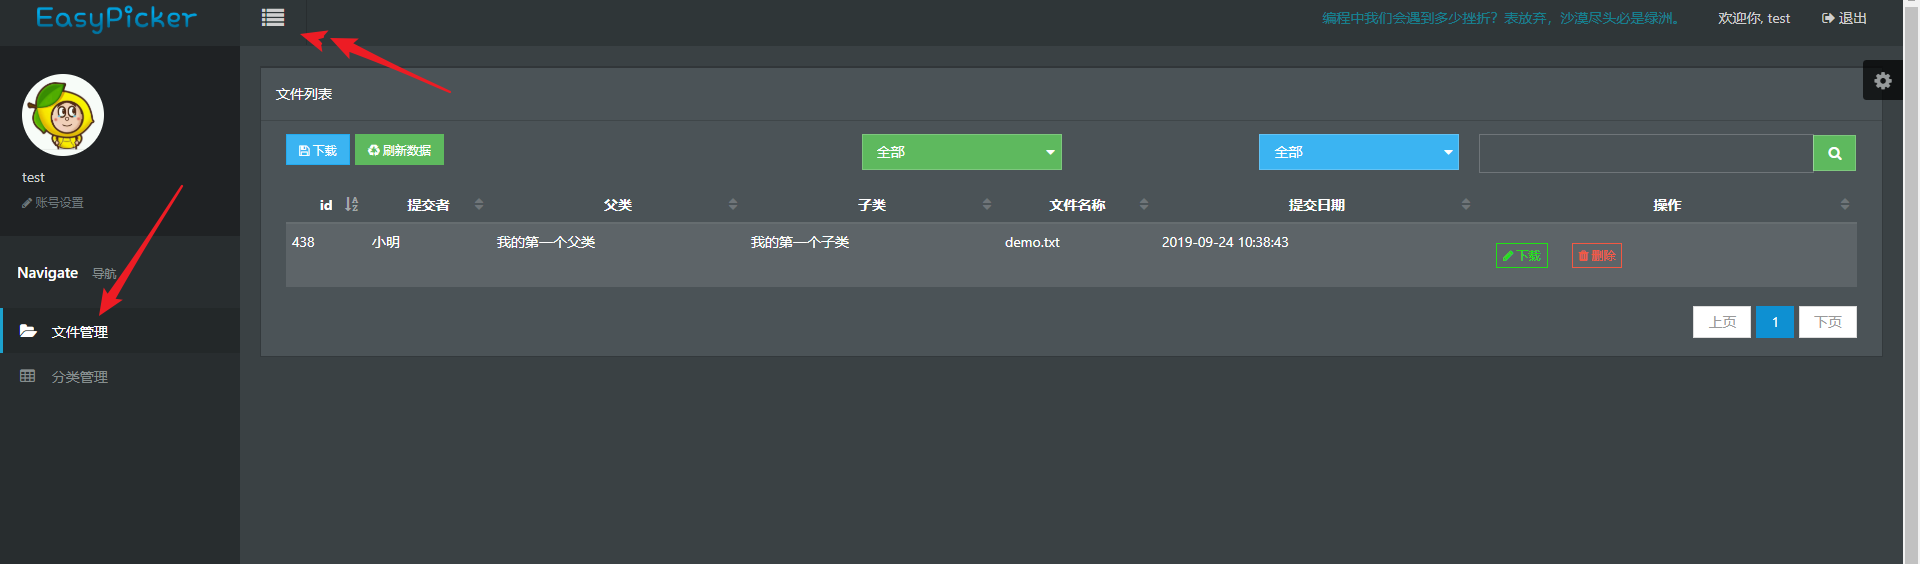 EasyPicker
编程中我们会遇到多少挫折？表放弃，沙漠尽头必是绿洲。 欢迎你, test 退出
文件列表
下载 刷新数据 全部 全部
test
账号设置
id 提交者 父类 子类 文件名称 提交日期 操作
438 小明 我的第一个父类 我的第一个子类 demo.txt 2019-09-24 10:38:43 下载 删除
Navigate 导航
上页 1 下页
文件管理
分类管理